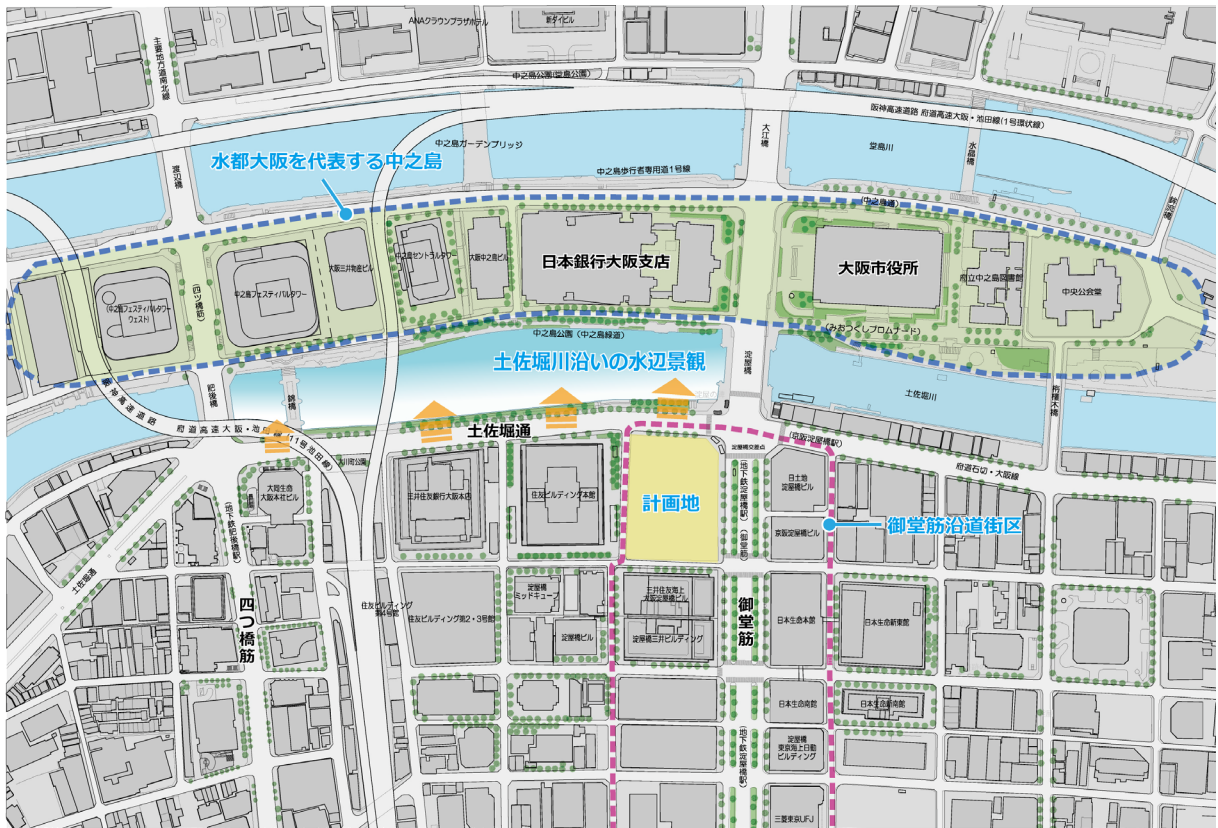 ANAクラウンプラザホテル
新ダイビル
主要地方道南北線
中之島公園(堂島公園)
阪神高速道路 府道高速大阪・池田線(1号環状線)
大江橋
堂島川
水晶橋
中之島ガーデンブリッジ
水都大阪を代表する中之島
渡辺橋
中之島歩行者専用道1号線
(中之島通)
鉾流橋
日本銀行大阪支店
大阪市役所
府立中之島図書館
中央公会堂
中之島セントラルタワー
大阪中之島ビル
大阪三井物産ビル
中之島フェスティバルタワー
(中之島フェスティバルタワー
ウエスト)
(四ツ橋筋)
(みおつくしプロムナード)
中之島公園(中之島緑道)
土佐堀川沿いの水辺景観
淀屋橋
土佐堀川
栴檀木橋
肥後橋
錦橋
阪神高速道路
府道高速大阪・池田線(11号池田線)
土佐堀通
(京阪淀屋橋駅)
淀屋橋交差点
府道石切・大阪線
大同生命
大阪本社ビル
三井住友銀行大阪本店
住友ビルディング本館
計画地
(地下鉄淀屋橋駅)
(御堂筋)
日土地
淀屋橋ビル
京阪淀屋橋ビル
御堂筋沿道街区
(地下鉄肥後橋駅)
土佐堀通
四つ橋筋
住友ビルディング
第4号館
住友ビルディング第2・3号館
淀屋橋
ミッドキューブ
淀屋橋ビル
三井住友海上
大阪淀屋橋ビル
淀屋橋三井ビルディング
御堂筋
日本生命本館
日本生命新東館
日本生命南館
日本生命新南館
(地下鉄淀屋橋駅)
淀屋橋
東京海上日動
ビルディング
三菱東京UFJ